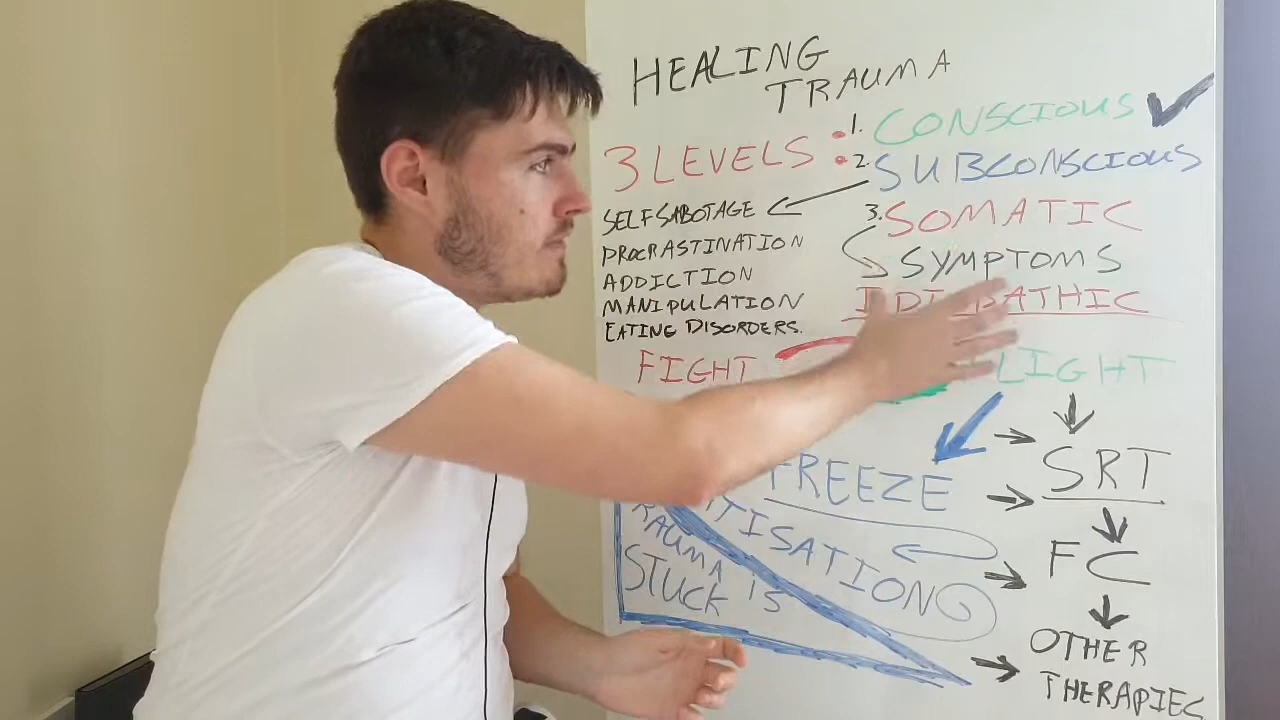 HEALING
TRAUMA
3 LEVELS
1. CONSCIOUS
2. SUBCONSCIOUS
3. SOMATIC
SYMPTOMS
SELF SABOTAGE
PROCRASTINATION
ADDICTION
MANIPULATION
EATING DISORDERS.
FIGHT
FREEZE
TRAUMA IS
STUCK
SRT
FC
OTHER
THERAPIES